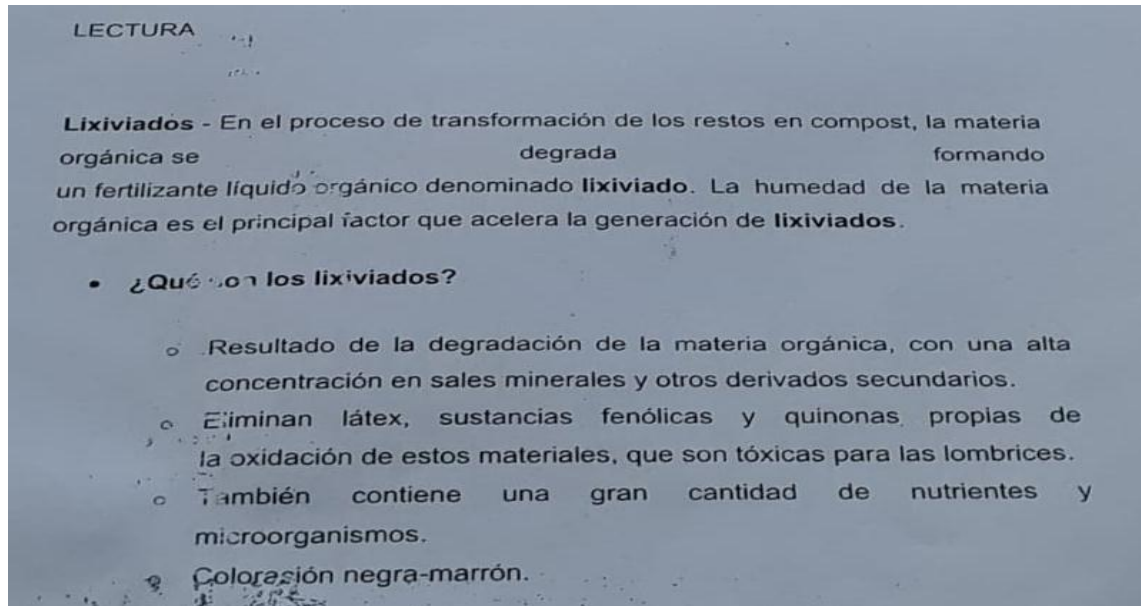 LECTURA
Lixiviados - En el proceso de transformación de los restos en compost, la materia
orgánica se degrada formando
un fertilizante líquido orgánico denominado lixiviado. La humedad de la materia
orgánica es el principal factor que acelera la generación de lixiviados.
• ¿Qué son los lixiviados?
o Resultado de la degradación de la materia orgánica, con una alta
concentración en sales minerales y otros derivados secundarios.
o Eliminan látex, sustancias fenólicas y quinonas propias de
la oxidación de estos materiales, que son tóxicas para las lombrices.
o También contiene una gran cantidad de nutrientes y
microorganismos.
o Colorasión negra-marrón.